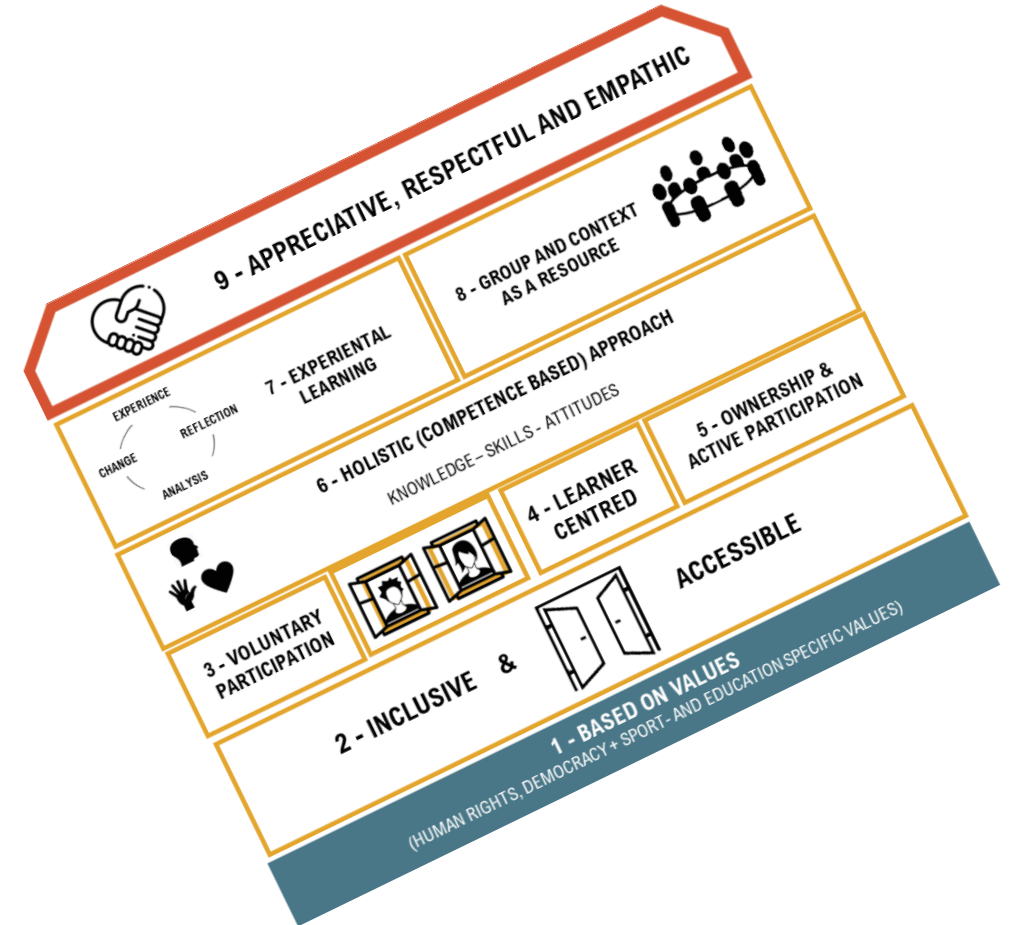 9 - APPRECIATIVE, RESPECTFUL AND EMPATHIC
8 - GROUP AND CONTEXT
AS A RESOURCE
7 - EXPERIENTIAL
LEARNING
EXPERIENCE
REFLECTION
CHANGE
ANALYSIS
6 - HOLISTIC (COMPETENCE BASED) APPROACH
KNOWLEDGE – SKILLS - ATTITUDES
5 - OWNERSHIP &
ACTIVE PARTICIPATION
4 - LEARNER
CENTRED
3 - VOLUNTARY
PARTICIPATION
2 - INCLUSIVE & ACCESSIBLE
1 - BASED ON VALUES
(HUMAN RIGHTS, DEMOCRACY + SPORT- AND EDUCATION SPECIFIC VALUES)